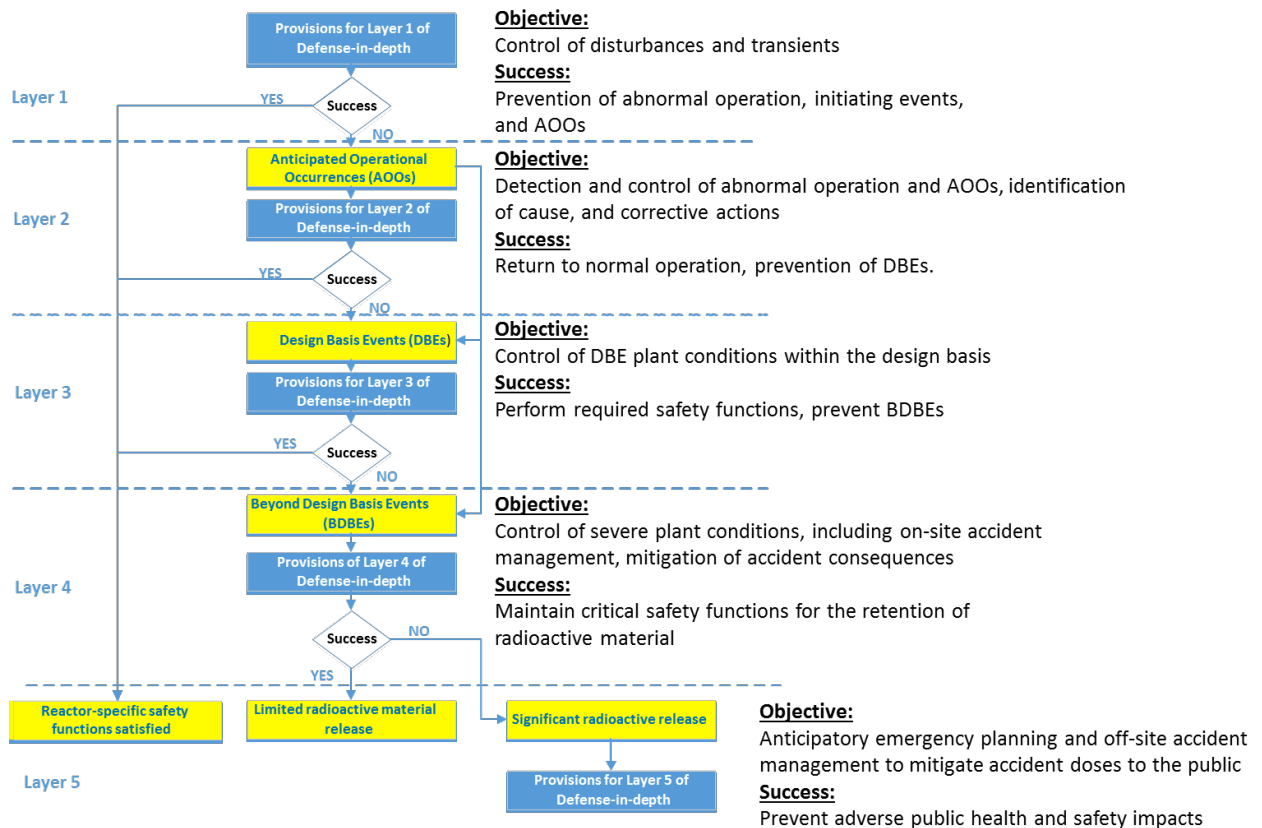 Provisions for Layer 1 of
Defense-in-depth
Objective:
Control of disturbances and transients
Success:
Prevention of abnormal operation, initiating events,
and AOOs
Layer 1
YES
Success
NO
Anticipated Operational
Occurrences (AOOs)
Objective:
Detection and control of abnormal operation and AOOs, identification
of cause, and corrective actions
Success:
Return to normal operation, prevention of DBEs.
Layer 2
Provisions for Layer 2 of
Defense-in-depth
YES
Success
NO
Design Basis Events (DBEs)
Objective:
Control of DBE plant conditions within the design basis
Success:
Perform required safety functions, prevent BDBEs
Layer 3
Provisions for Layer 3 of
Defense-in-depth
YES
Success
NO
Beyond Design Basis Events
(BDBEs)
Objective:
Control of severe plant conditions, including on-site accident
management, mitigation of accident consequences
Success:
Maintain critical safety functions for the retention of
radioactive material
Layer 4
Provisions of Layer 4 of
Defense-in-depth
Success
NO
YES
Reactor-specific safety
functions satisfied
Limited radioactive material
release
Significant radioactive release
Objective:
Anticipatory emergency planning and off-site accident
management to mitigate accident doses to the public
Success:
Prevent adverse public health and safety impacts
Layer 5
Provisions for Layer 5 of
Defense-in-depth